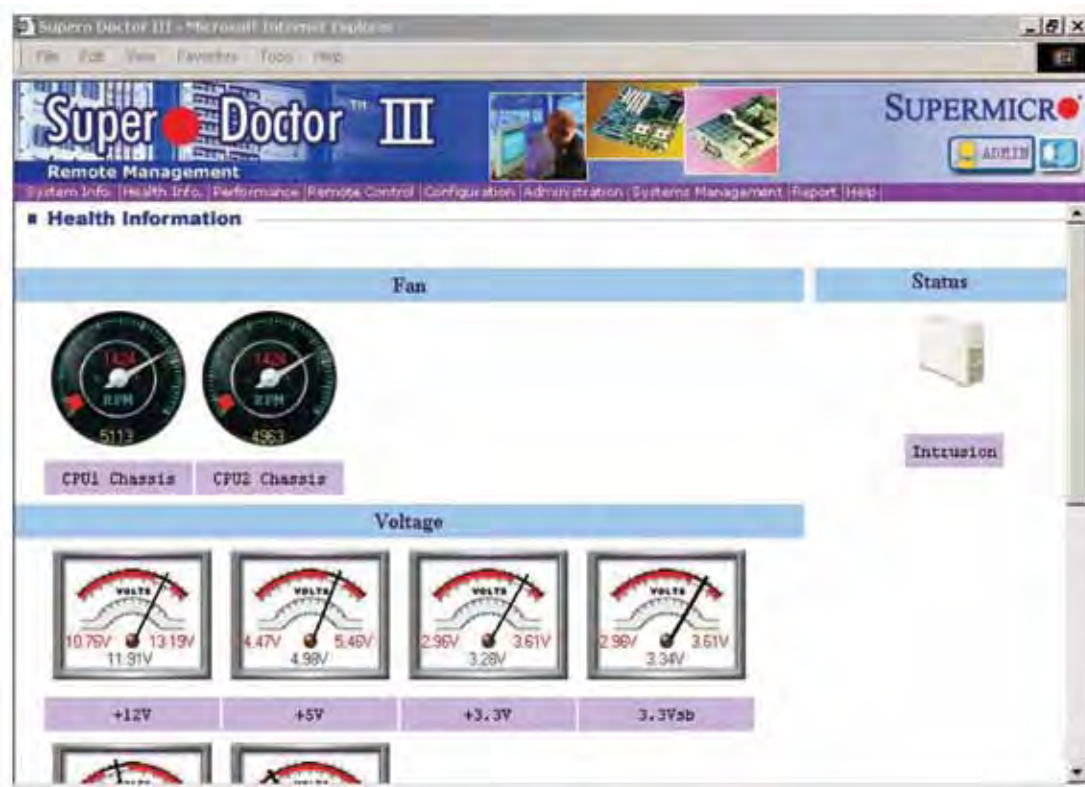 Supero Doctor III - Microsoft Internet Explorer
File Edit View Favorites Tools Help
Super Doctor ™ III
SUPERMICR
ADMIN
Remote Management
System Info. Health Info. Performance Remote Control Configuration Administration Systems Management Report Help
Health Information
Fan Status
1424 1424
RPM RPM
5113 4963
CPU1 Chassis CPU2 Chassis
Intrusion
Voltage
VOLTS VOLTS VOLTS VOLTS
10.76V 13.19V 4.47V 5.46V 2.96V 3.61V 2.96V 3.61V
11.91V 4.98V 3.28V 3.34V
+12V +5V +3.3V 3.3Vsb